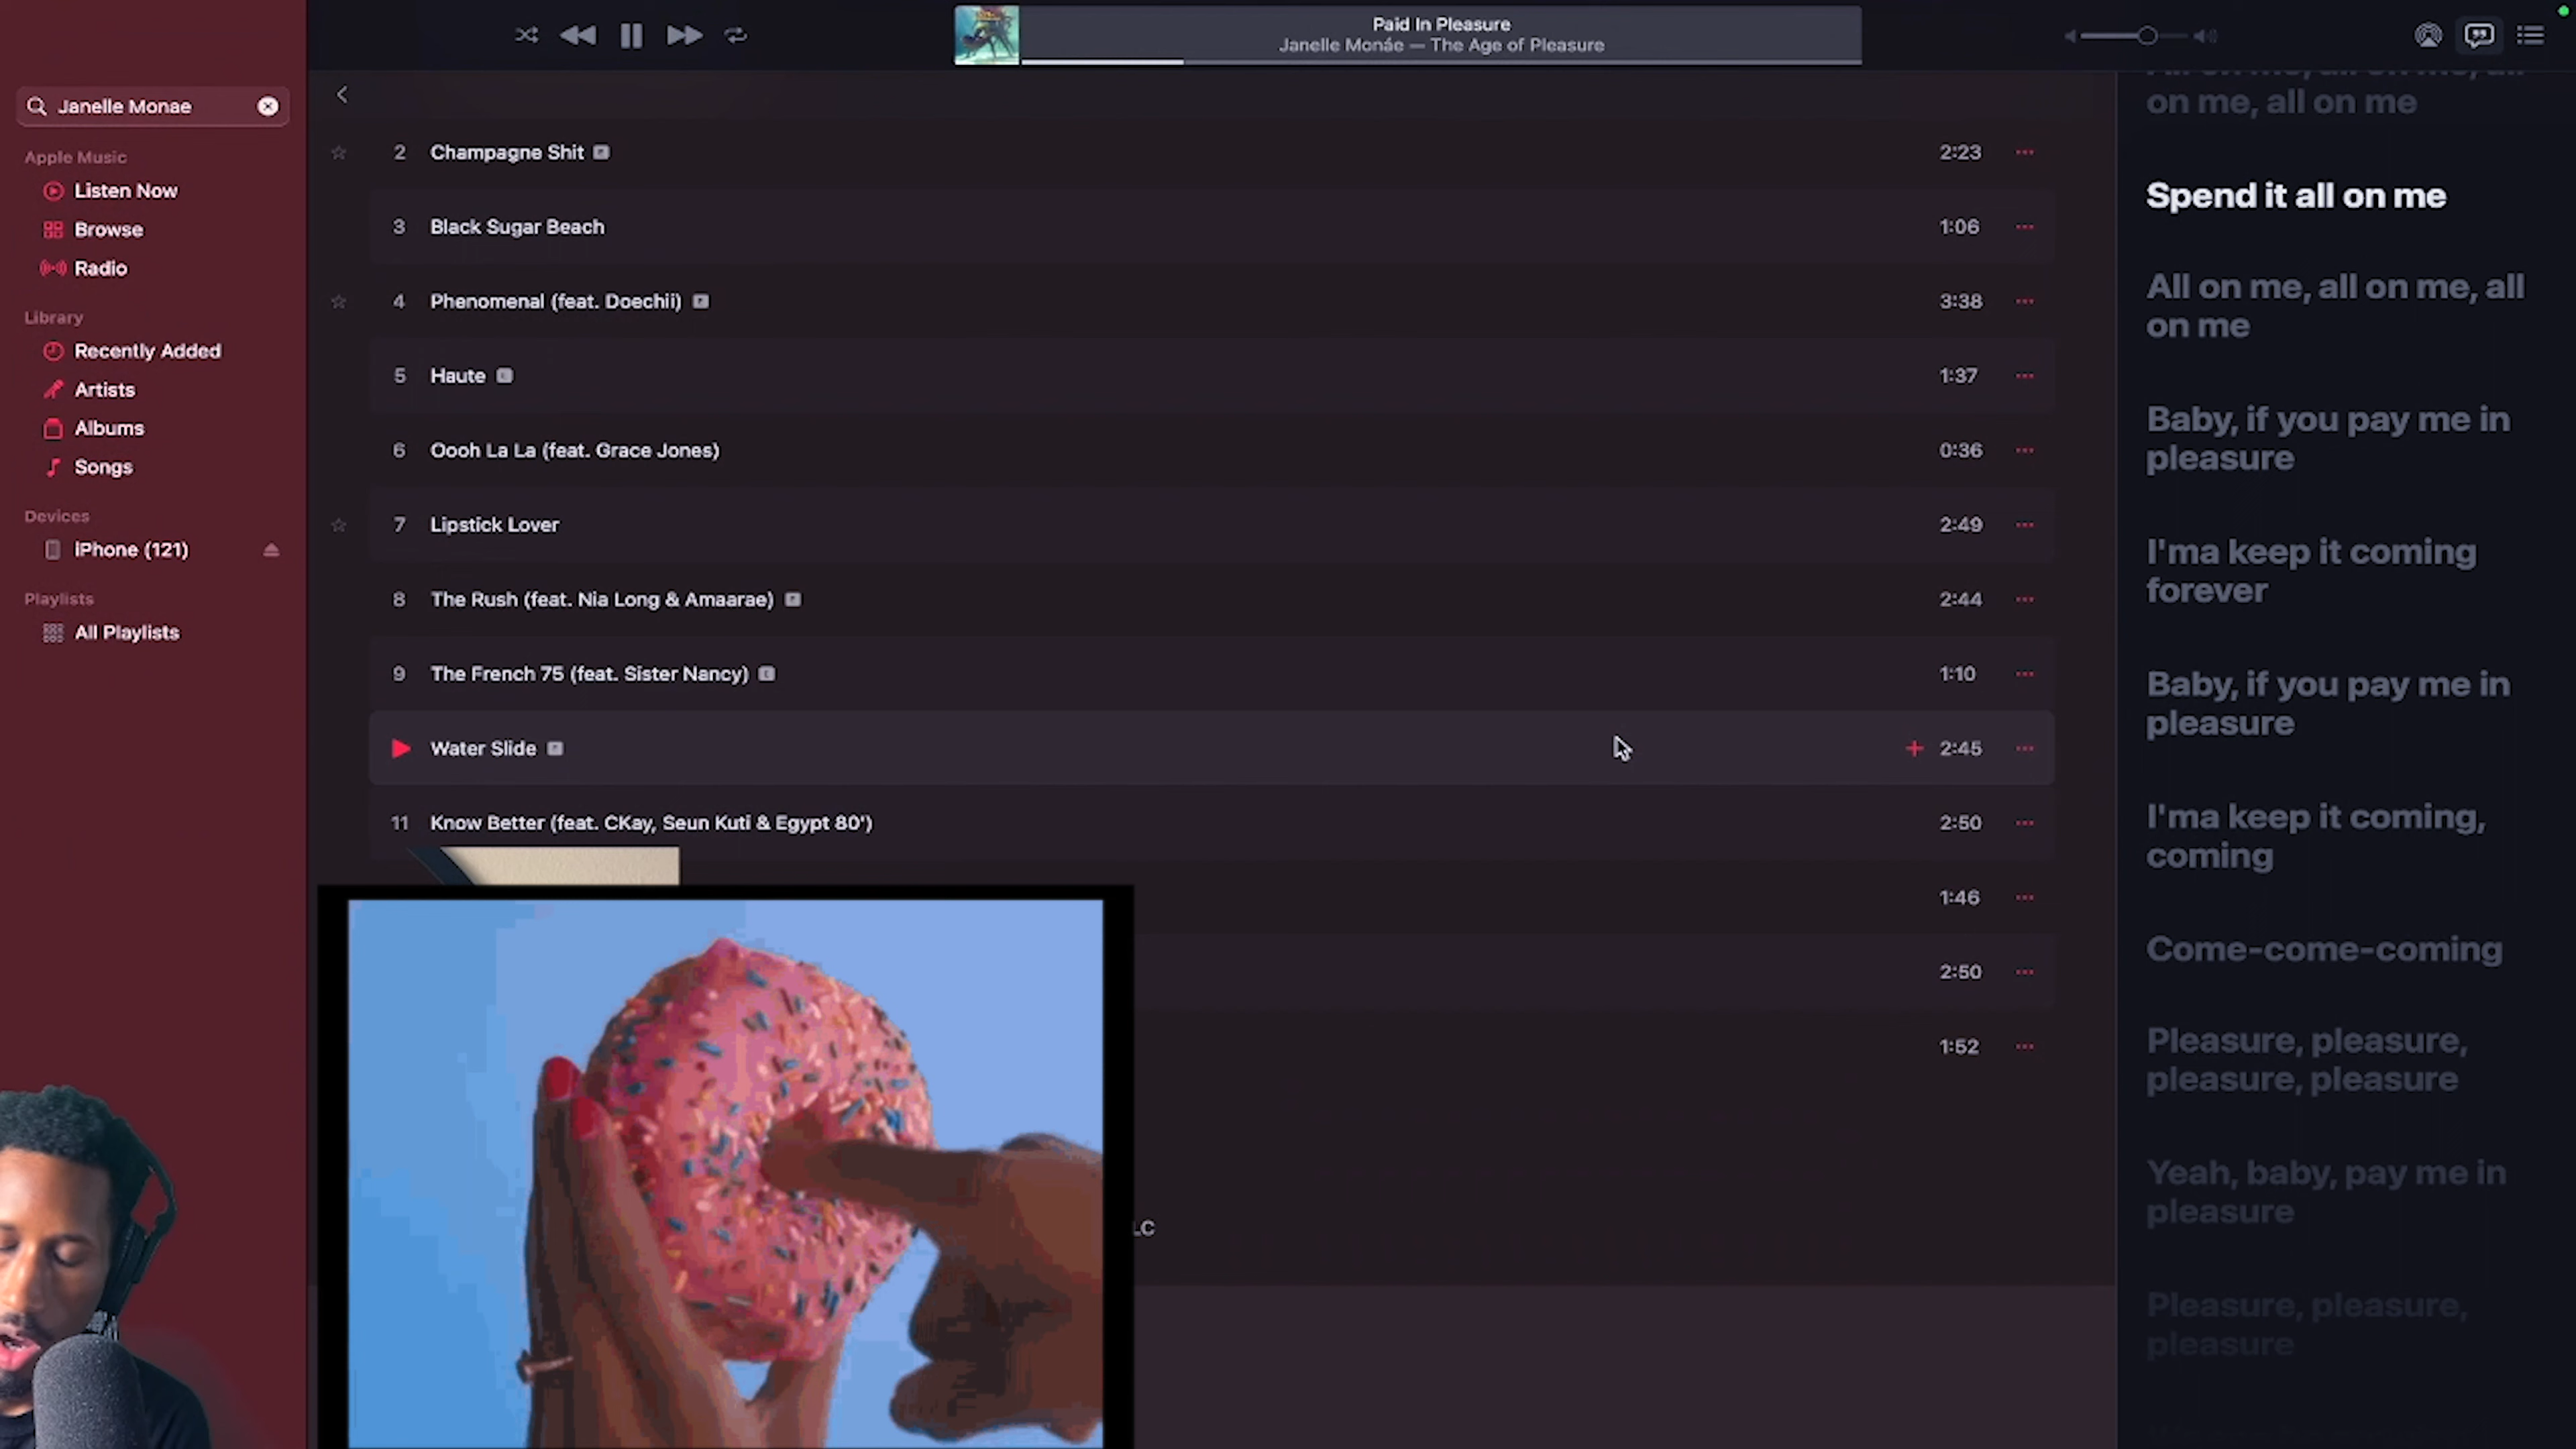 Paid In Pleasure
Janelle Monáe — The Age of Pleasure
Janelle Monae
Apple Music
Listen Now
Browse
Radio
Library
Recently Added
Artists
Albums
Songs
Devices
iPhone (121)
Playlists
All Playlists
2 Champagne Shit 2:23
3 Black Sugar Beach 1:06
4 Phenomenal (feat. Doechii) 3:38
5 Haute 1:37
6 Oooh La La (feat. Grace Jones) 0:36
7 Lipstick Lover 2:49
8 The Rush (feat. Nia Long & Amaarae) 2:44
9 The French 75 (feat. Sister Nancy) 1:10
Water Slide + 2:45
11 Know Better (feat. CKay, Seun Kuti & Egypt 80') 2:50
1:46
2:50
1:52
LC
on me, all on me
Spend it all on me
All on me, all on me, all
on me
Baby, if you pay me in
pleasure
I'ma keep it coming
forever
Baby, if you pay me in
pleasure
I'ma keep it coming,
coming
Come-come-coming
Pleasure, pleasure,
pleasure, pleasure
Yeah, baby, pay me in
pleasure
Pleasure, pleasure,
pleasure